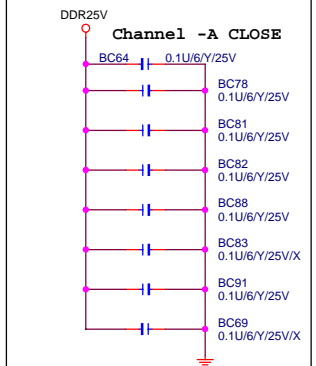 DDR25V
Channel -A CLOSE
BC64 0.1U/6/Y/25V
BC78
0.1U/6/Y/25V
BC81
0.1U/6/Y/25V
BC82
0.1U/6/Y/25V
BC88
0.1U/6/Y/25V
BC83
0.1U/6/Y/25V/X
BC91
0.1U/6/Y/25V
BC69
0.1U/6/Y/25V/X